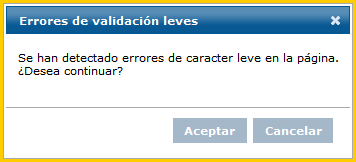 Errores de validación leves
Se han detectado errores de caracter leve en la página.
¿Desea continuar?
Aceptar
Cancelar